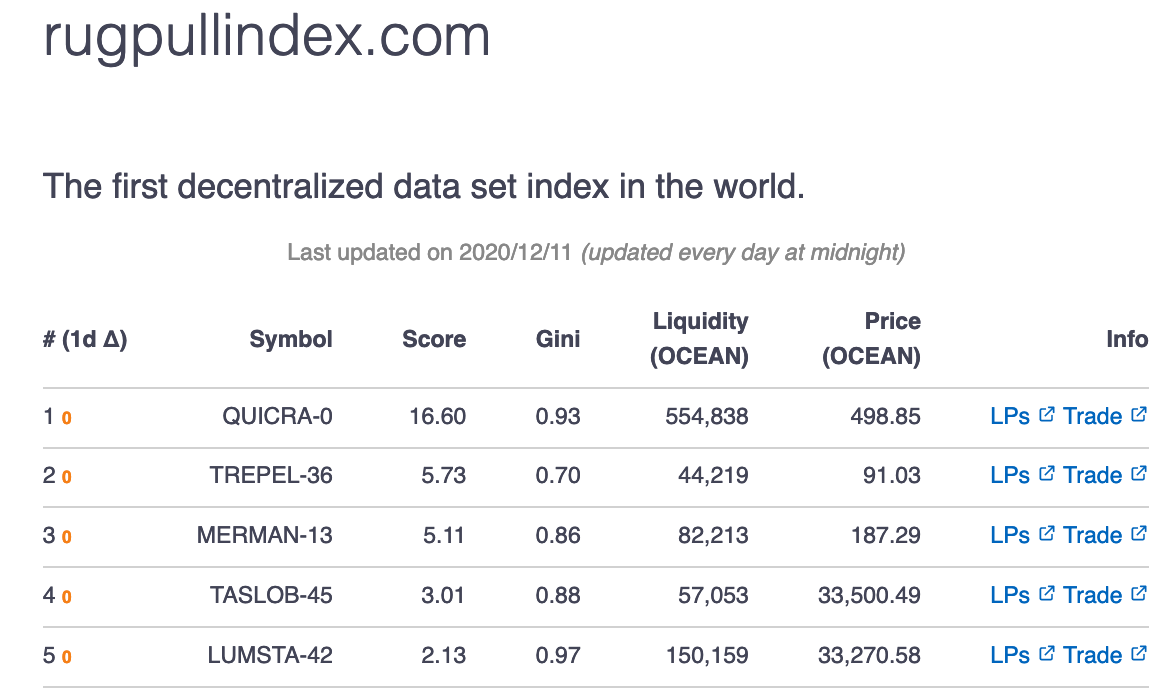 rugpullindex.com
The first decentralized data set index in the world.
Last updated on 2020/12/11 (updated every day at midnight)
# (1d Δ) Symbol Score Gini Liquidity (OCEAN) Price (OCEAN) Info
1 0 QUICRA-0 16.60 0.93 554,838 498.85 LPs Trade
2 0 TREPEL-36 5.73 0.70 44,219 91.03 LPs Trade
3 0 MERMAN-13 5.11 0.86 82,213 187.29 LPs Trade
4 0 TASLOB-45 3.01 0.88 57,053 33,500.49 LPs Trade
5 0 LUMSTA-42 2.13 0.97 150,159 33,270.58 LPs Trade